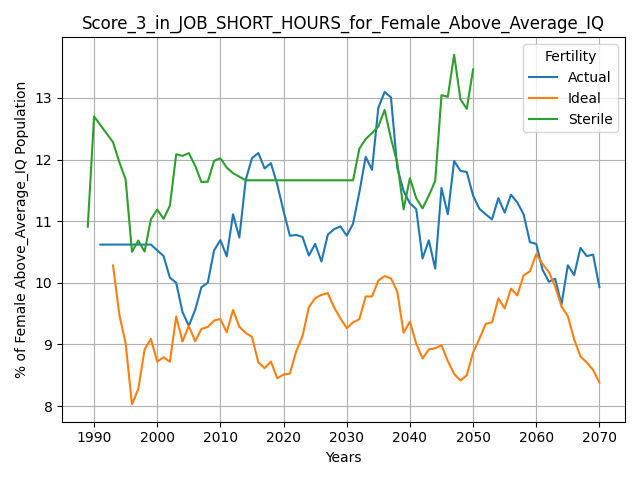 Score_3_in_JOB_SHORT_HOURS_for_Female_Above_Average_IQ
% of Female Above_Average_IQ Population
13
12
11
10
9
8
Fertility
Actual
Ideal
Sterile
1990 2000 2010 2020 2030 2040 2050 2060 2070
Years